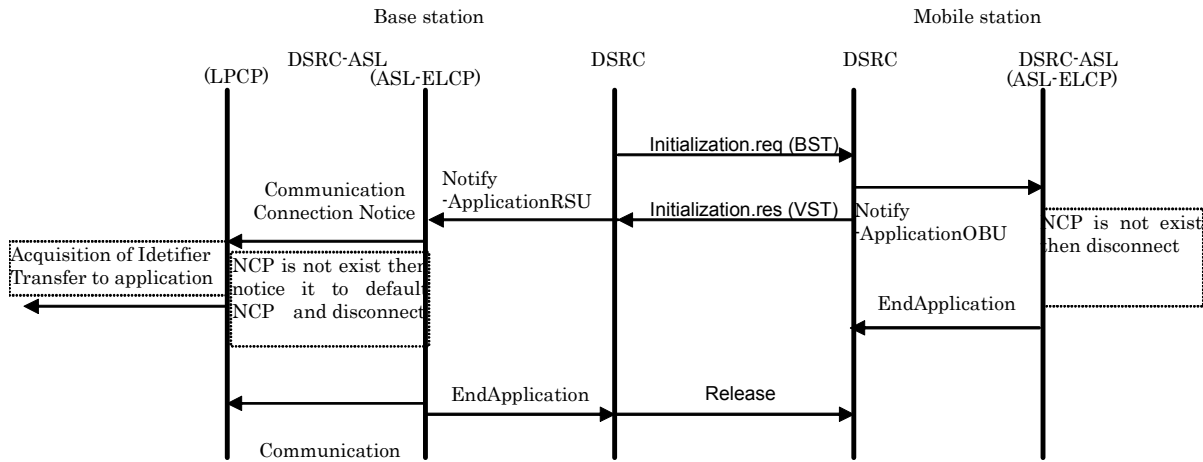 Base station
Mobile station
DSRC-ASL
DSRC
DSRC
DSRC-ASL
(LPCP)
(ASL-ELCP)
(ASL-ELCP)
Initialization.req (BST)
Communication
Connection Notice
Notify
-ApplicationRSU
Initialization.res (VST)
Notify
-ApplicationOBU
NCP is not exist
then disconnect
Acquisition of Idetifier
Transfer to application
NCP is not exist then
notice it to default
NCP and disconnect
EndApplication
EndApplication
Release
Communication